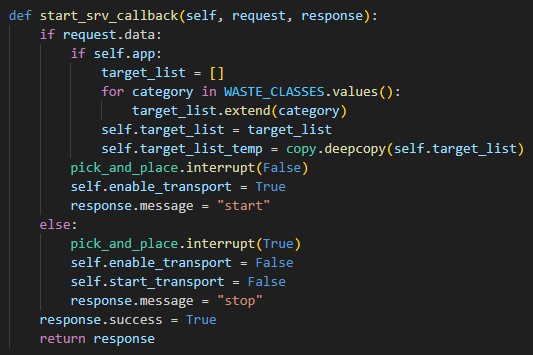 def start_srv_callback(self, request, response):
    if request.data:
        if self.app:
            target_list = []
            for category in WASTE_CLASSES.values():
                target_list.extend(category)
            self.target_list = target_list
            self.target_list_temp = copy.deepcopy(self.target_list)
        pick_and_place.interrupt(False)
        self.enable_transport = True
        response.message = "start"
    else:
        pick_and_place.interrupt(True)
        self.enable_transport = False
        self.start_transport = False
        response.message = "stop"
    response.success = True
    return response